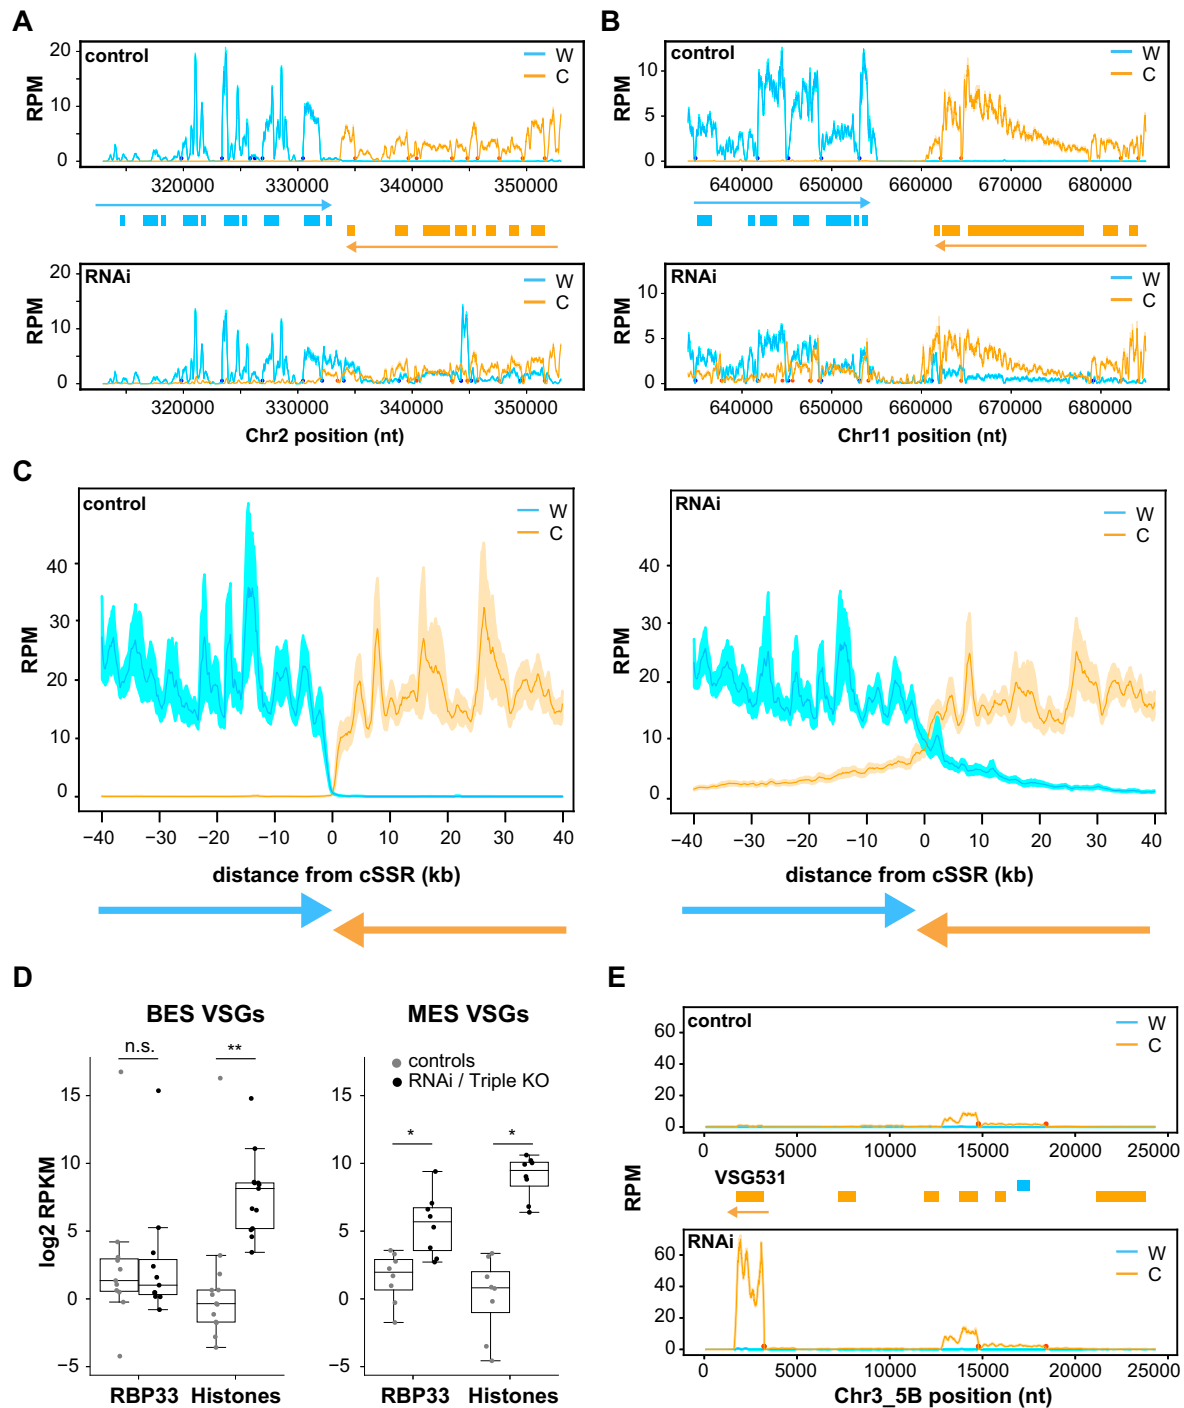 A
control
W
C
RPM
20
10
0
320000 330000 340000 350000
RNAi
W
C
RPM
20
10
0
320000 330000 340000 350000
Chr2 position (nt)
B
control
W
C
RPM
10
5
0
640000 650000 660000 670000 680000
RNAi
W
C
RPM
10
5
0
640000 650000 660000 670000 680000
Chr11 position (nt)
C
control
W
C
RPM
40
30
20
10
0
−40 −30 −20 −10 0 10 20 30 40
distance from cSSR (kb)
RNAi
W
C
RPM
40
30
20
10
0
−40 −30 −20 −10 0 10 20 30 40
distance from cSSR (kb)
D
BES VSGs
n.s.
**
log2 RPKM
15
10
5
0
−5
RBP33 Histones
MES VSGs
controls
RNAi / Triple KO
*
*
15
10
5
0
−5
RBP33 Histones
E
control
W
C
60
40
20
0
0 5000 10000 15000 20000 25000
RPM
VSG531
RNAi
W
C
60
40
20
0
0 5000 10000 15000 20000 25000
Chr3_5B position (nt)